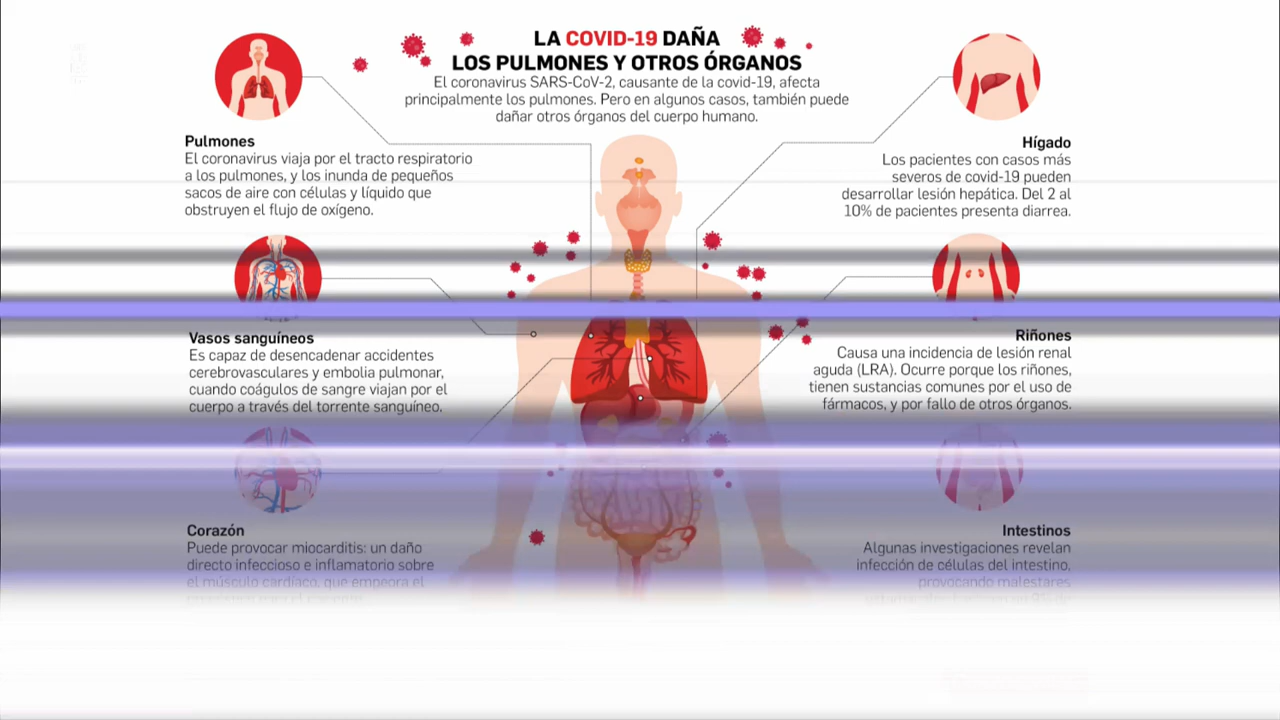 LA COVID-19 DAÑA
LOS PULMONES Y OTROS ÓRGANOS
El coronavirus SARS-CoV-2, causante de la covid-19, afecta
principalmente los pulmones. Pero en algunos casos, también puede
dañar otros órganos del cuerpo humano.
Pulmones
El coronavirus viaja por el tracto respiratorio
a los pulmones, y los inunda de pequeños
sacos de aire con células y líquido que
obstruyen el flujo de oxígeno.
Hígado
Los pacientes con casos más
severos de covid-19 pueden
desarrollar lesión hepática. Del 2 al
10% de pacientes presenta diarrea.
Vasos sanguíneos
Es capaz de desencadenar accidentes
cerebrovasculares y embolia pulmonar,
cuando coágulos de sangre viajan por el
cuerpo a través del torrente sanguíneo.
Riñones
Causa una incidencia de lesión renal
aguda (LRA). Ocurre porque los riñones,
tienen sustancias comunes por el uso de
fármacos, y por fallo de otros órganos.
Corazón
Puede provocar miocarditis: un daño
directo infeccioso e inflamatorio sobre
el músculo cardíaco, que empeora el
Intestinos
Algunas investigaciones revelan
infección de células del intestino,
provocando malestares